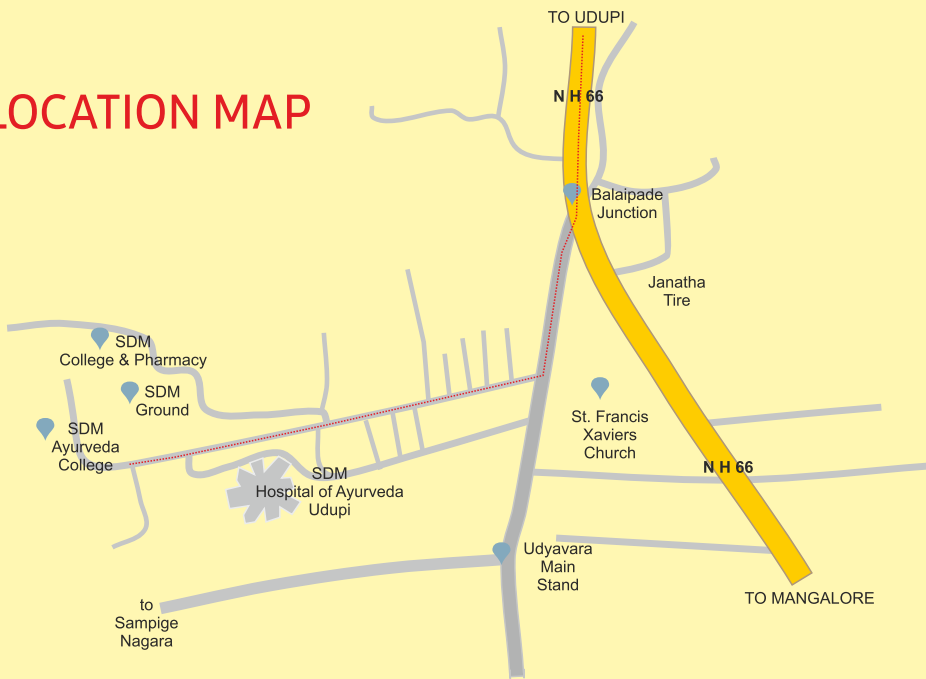 TO UDUPI
N H 66
LOCATION MAP
Balaipade
Junction
Janatha
Tire
SDM
College & Pharmacy
SDM
Ground
SDM
Ayurveda
College
St. Francis
Xaviers
Church
N H 66
SDM
Hospital of Ayurveda
Udupi
Udyavara
Main
Stand
TO MANGALORE
to
Sampige
Nagara